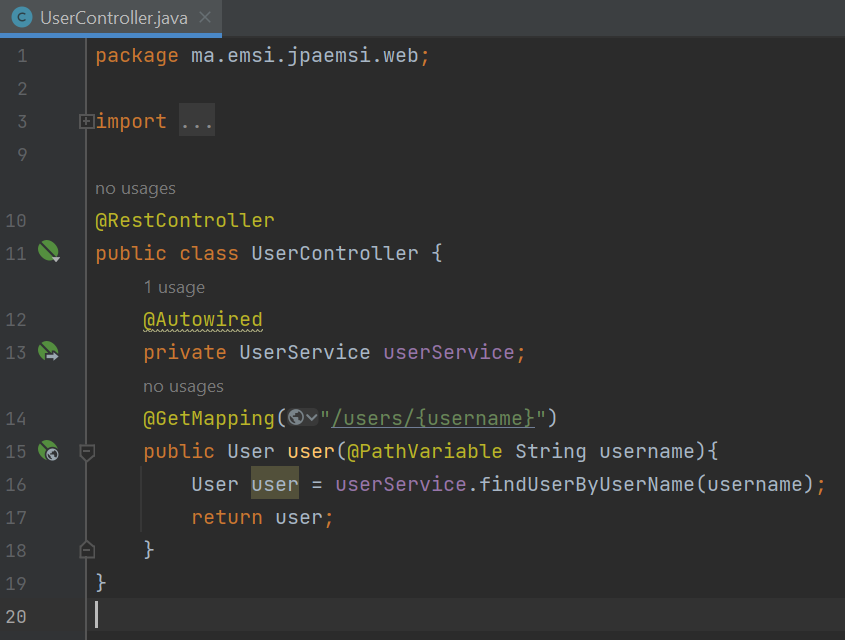 UserController.java
1 package ma.emsi.jpaemsi.web;
2
3 import ...
9
no usages
10 @RestController
11 public class UserController {
1 usage
12 @Autowired
13 private UserService userService;
no usages
14 @GetMapping("/users/{username}")
15 public User user(@PathVariable String username){
16 User user = userService.findUserByUserName(username);
17 return user;
18 }
19 }
20